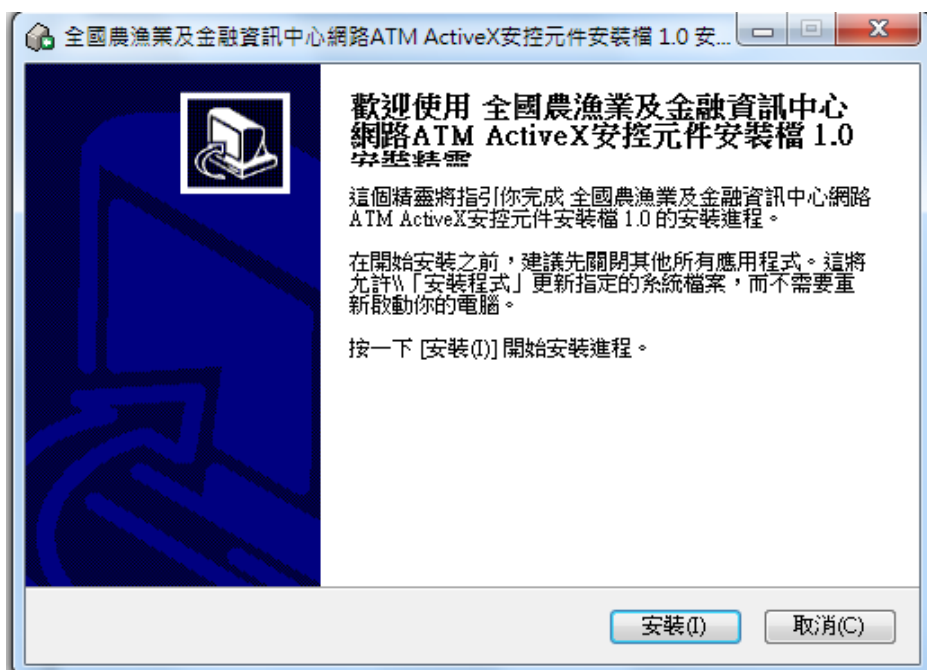 全國農漁業及金融資訊中心網路ATM ActiveX安控元件安裝檔 1.0 安...
歡迎使用 全國農漁業及金融資訊中心
網路ATM ActiveX安控元件安裝檔 1.0
安裝精靈
這個精靈將指引你完成 全國農漁業及金融資訊中心網路
ATM ActiveX安控元件安裝檔 1.0 的安裝進程。
在開始安裝之前，建議先關閉其他所有應用程式。這將
允許\\「安裝程式」更新指定的系統檔案，而不需要重
新啟動你的電腦。
按一下 [安裝(I)] 開始安裝進程。
安裝(I)
取消(C)